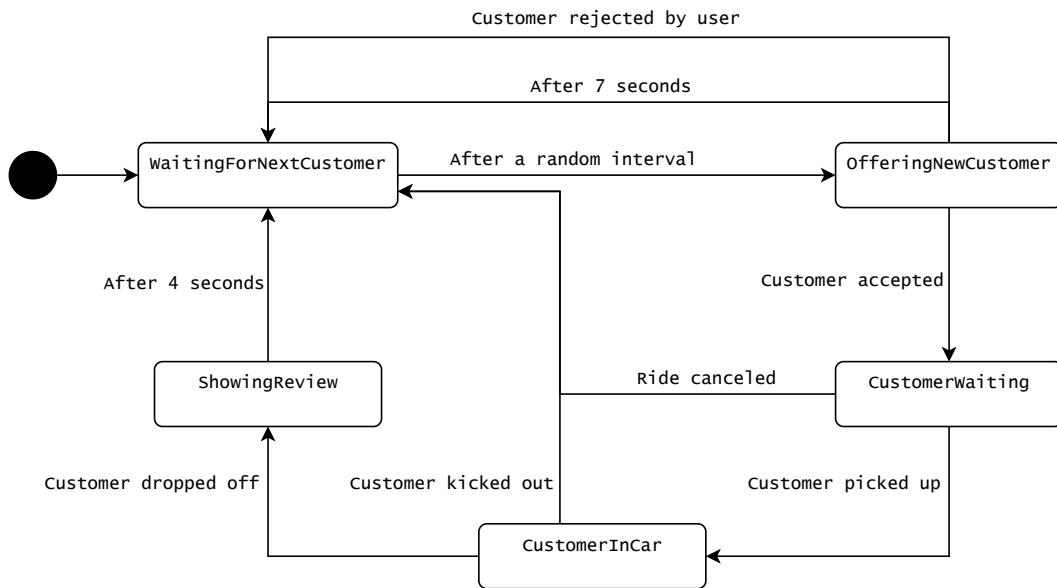 Customer rejected by user
After 7 seconds
WaitingForNextCustomer
After a random interval
OfferingNewCustomer
After 4 seconds
Customer accepted
ShowingReview
Ride canceled
CustomerWaiting
Customer dropped off
Customer kicked out
Customer picked up
CustomerInCar